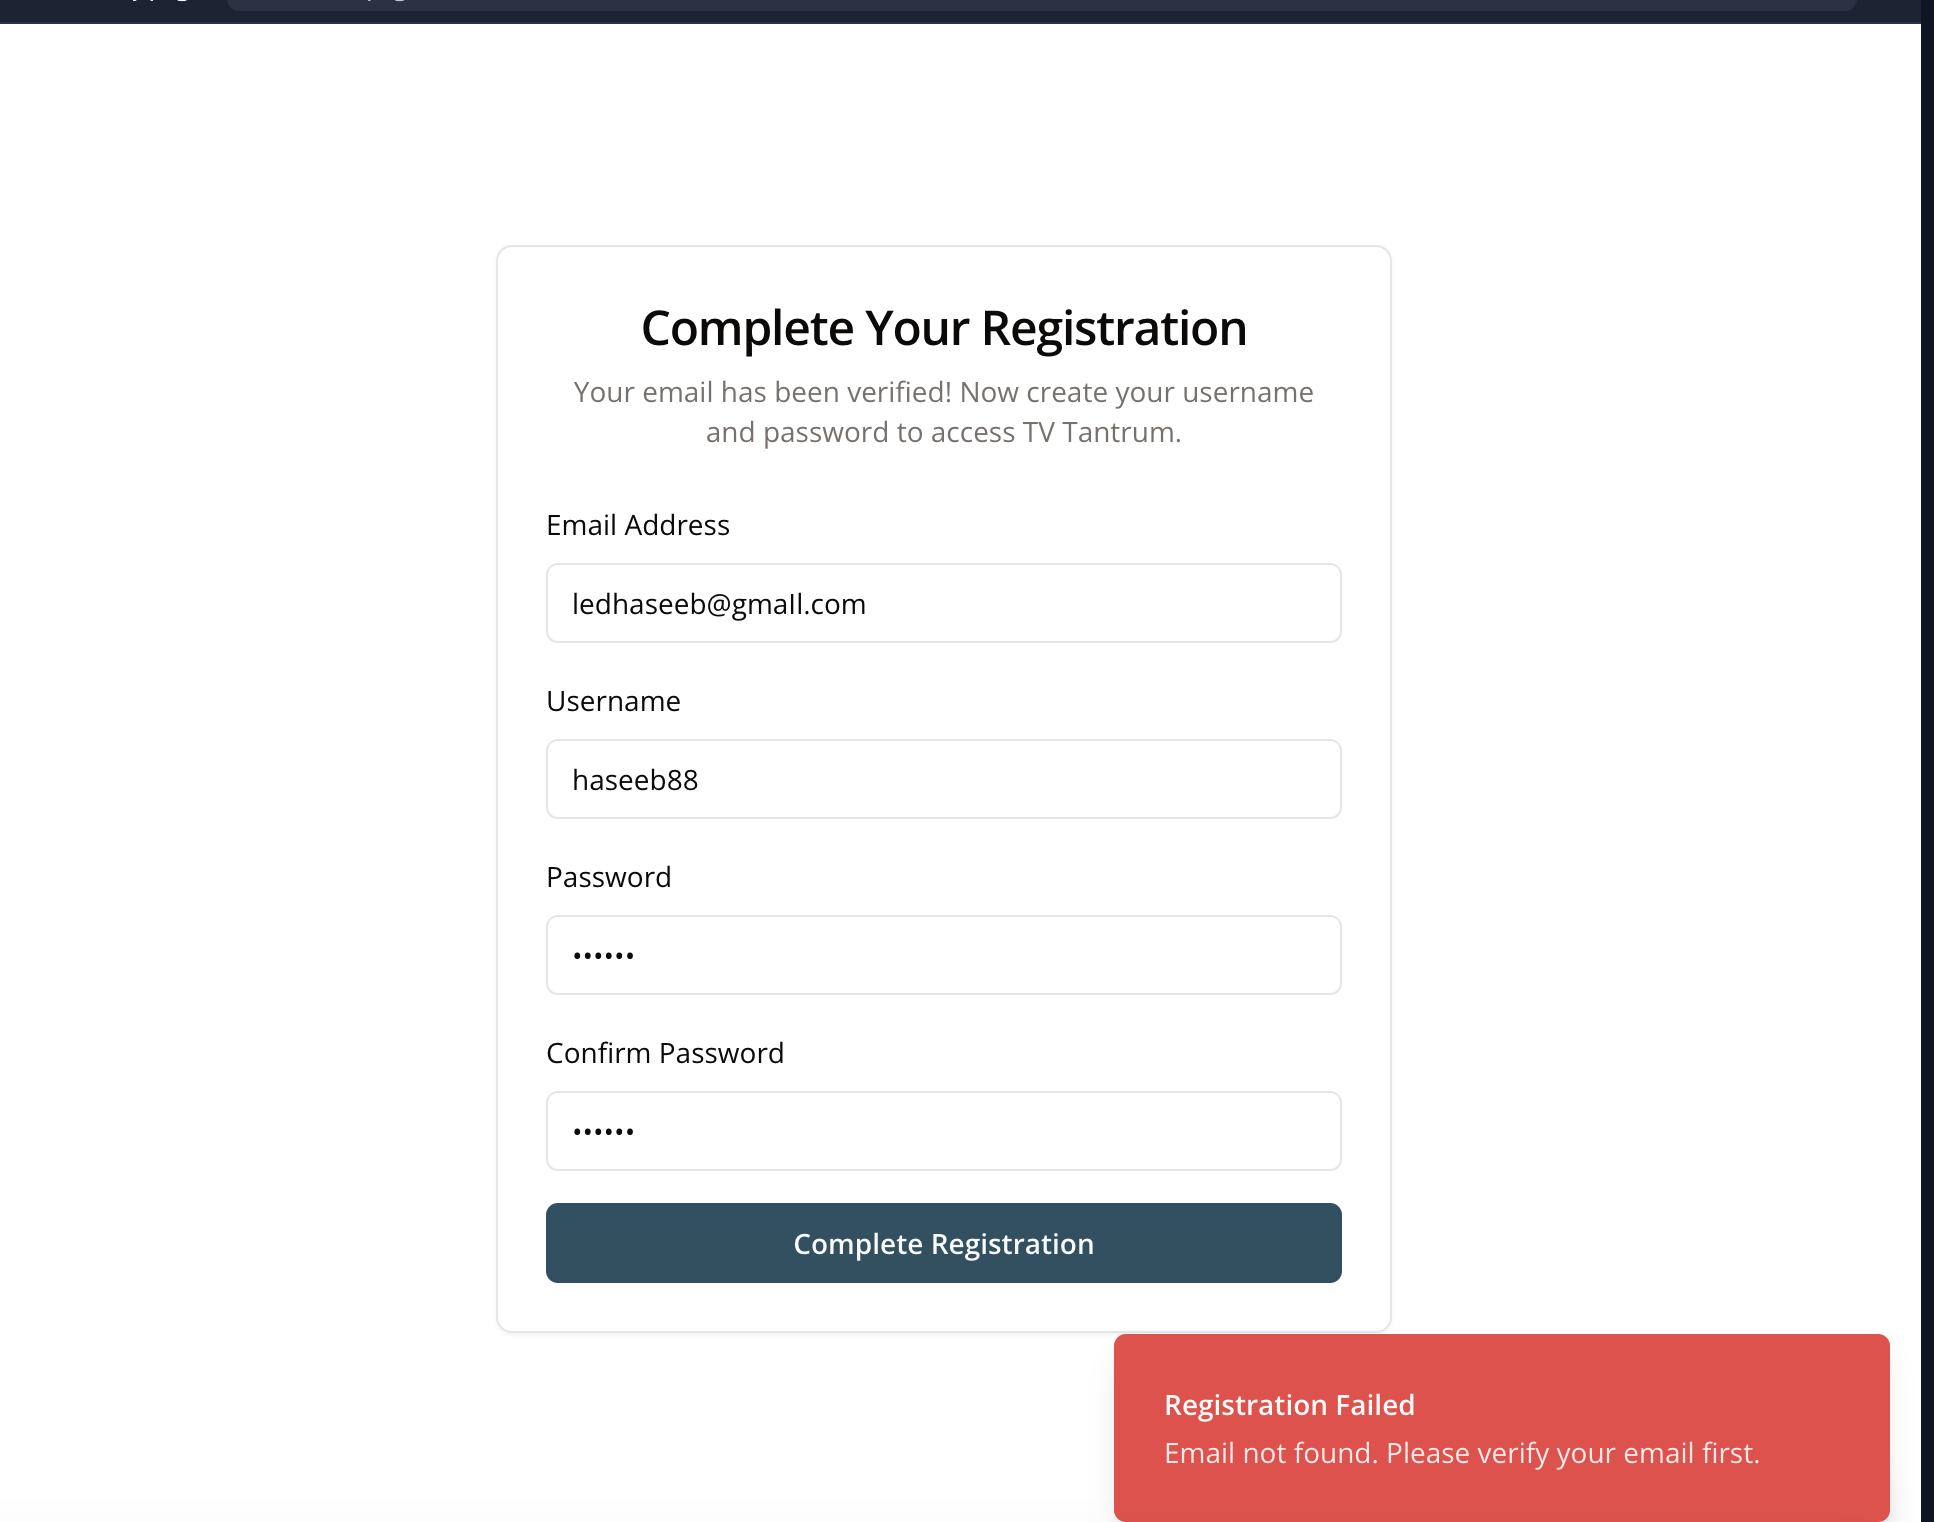 Complete Your Registration
Your email has been verified! Now create your username
and password to access TV Tantrum.
Email Address
ledhaseeb@gmall.com
Username
haseeb88
Password
••••••
Confirm Password
••••••
Complete Registration
Registration Failed
Email not found. Please verify your email first.